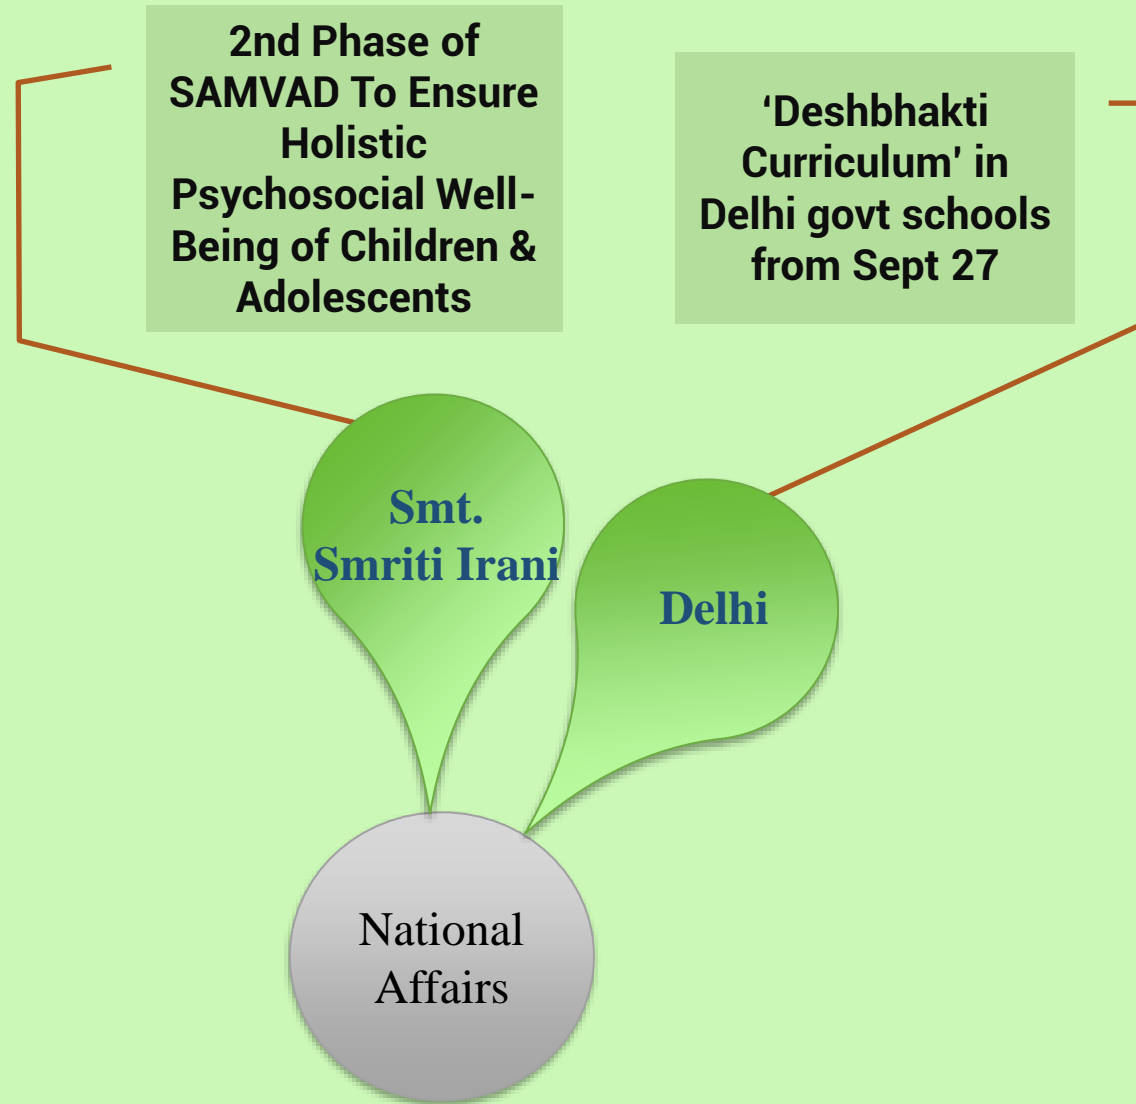 2nd Phase of
SAMVAD To Ensure
Holistic
Psychosocial Well-
Being of Children &
Adolescents
‘Deshbhakti
Curriculum' in
Delhi govt schools
from Sept 27
Smt.
Smriti Irani
Delhi
National
Affairs